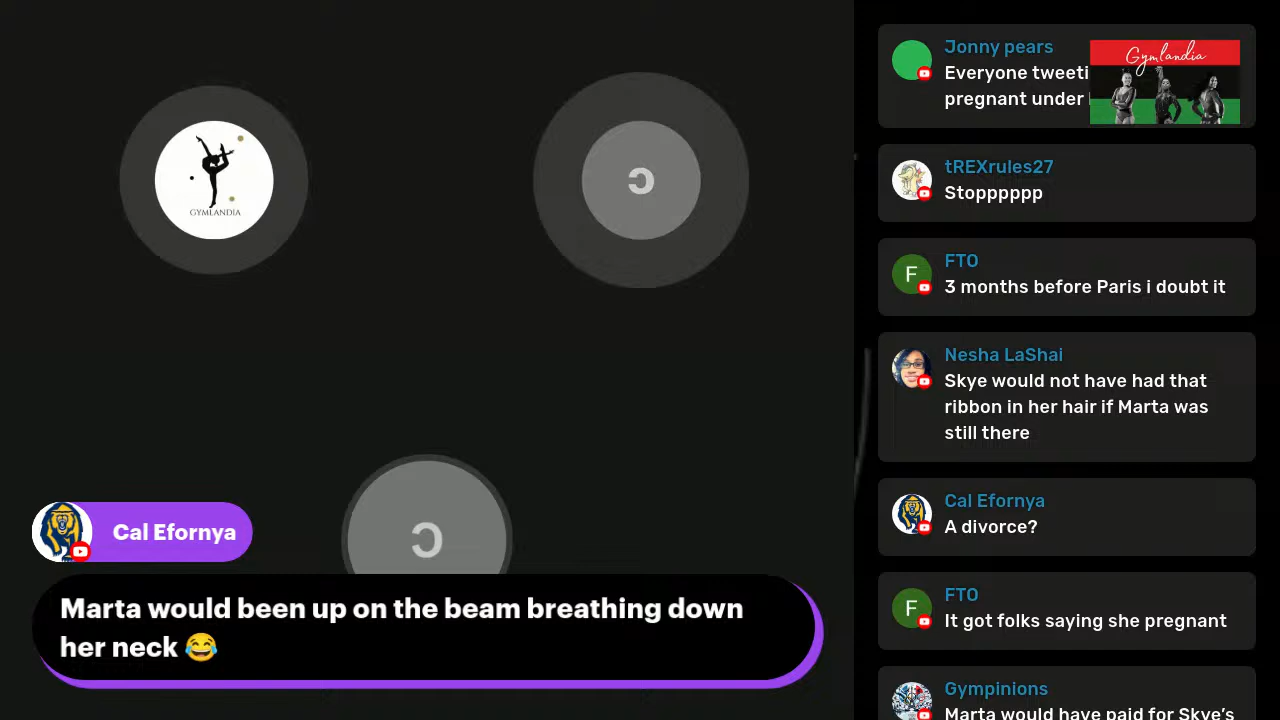 GYMLANDIA
ɔ
ɔ
Cal Efornya
Marta would been up on the beam breathing down
her neck 😂
Jonny pears
Everyone tweeti
pregnant under
Gymlandia
tREXrules27
Stopppppp
F
FTO
3 months before Paris i doubt it
Nesha LaShai
Skye would not have had that
ribbon in her hair if Marta was
still there
Cal Efornya
A divorce?
F
FTO
It got folks saying she pregnant
Gympinions
Marta would have paid for Skye's